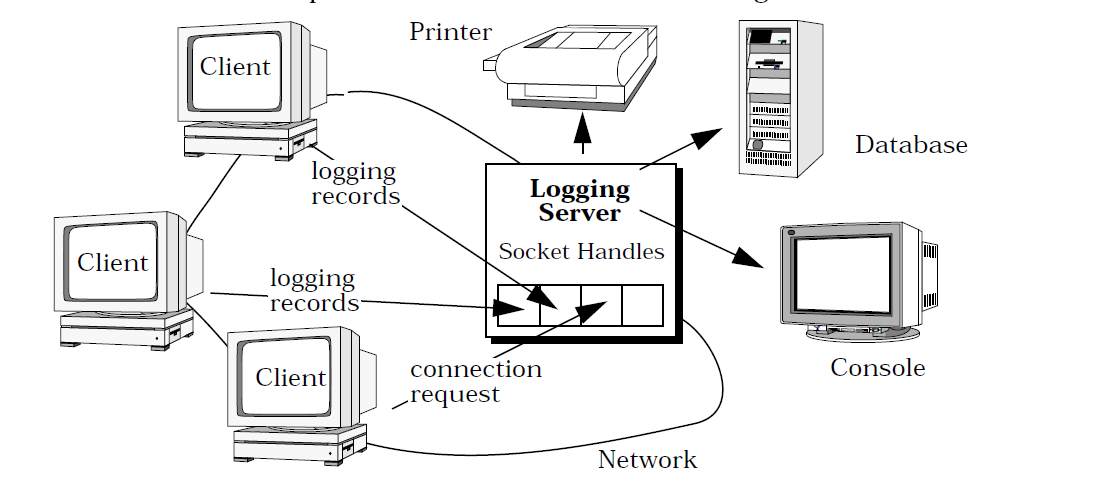 Printer
Client
Database
logging
records
Logging
Server
Socket Handles
Client
logging
records
Client
connection
request
Console
Network